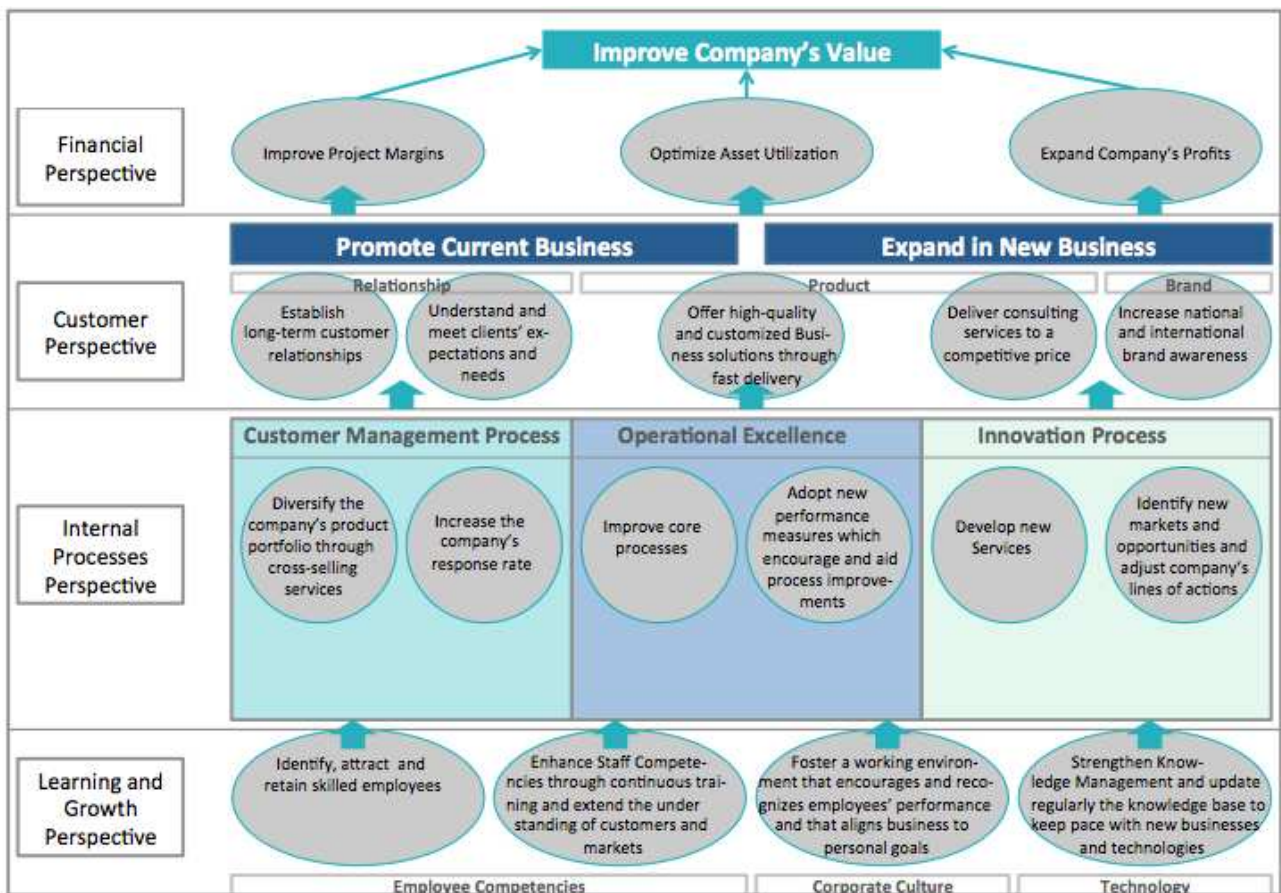 Improve Company's Value
Financial
Perspective
Improve Project Margins
Optimize Asset Utilization
Expand Company's Profits
Promote Current Business
Expand in New Business
Relationship
Product
Brand
Customer
Perspective
Establish
long-term customer
relationships
Understand and
meet clients' ex-
pectations and
needs
Offer high-quality
and customized Busi-
ness solutions through
fast delivery
Deliver consulting
services to a
competitive price
Increase national
and international
brand awareness
Customer Management Process
Operational Excellence
Innovation Process
Internal
Processes
Perspective
Diversify the
company's product
portfolio through
cross-selling
services
Increase the
company's
response rate
Improve core
processes
Adopt new
performance
measures which
encourage and aid
process improve-
ments
Develop new
Services
Identify new
markets and
opportunities and
adjust company's
lines of actions
Learning and
Growth
Perspective
Identify, attract and
retain skilled employees
Enhance Staff Compete-
ncies through continuous trai-
ning and extend the under
standing of customers and
markets
Foster a working environ-
ment that encourages and reco-
gnizes employees' performance
and that aligns business to
personal goals
Strengthen Know-
ledge Management and update
regularly the knowledge base to
keep pace with new businesses
and technologies
Employee Competencies
Corporate Culture
Technology